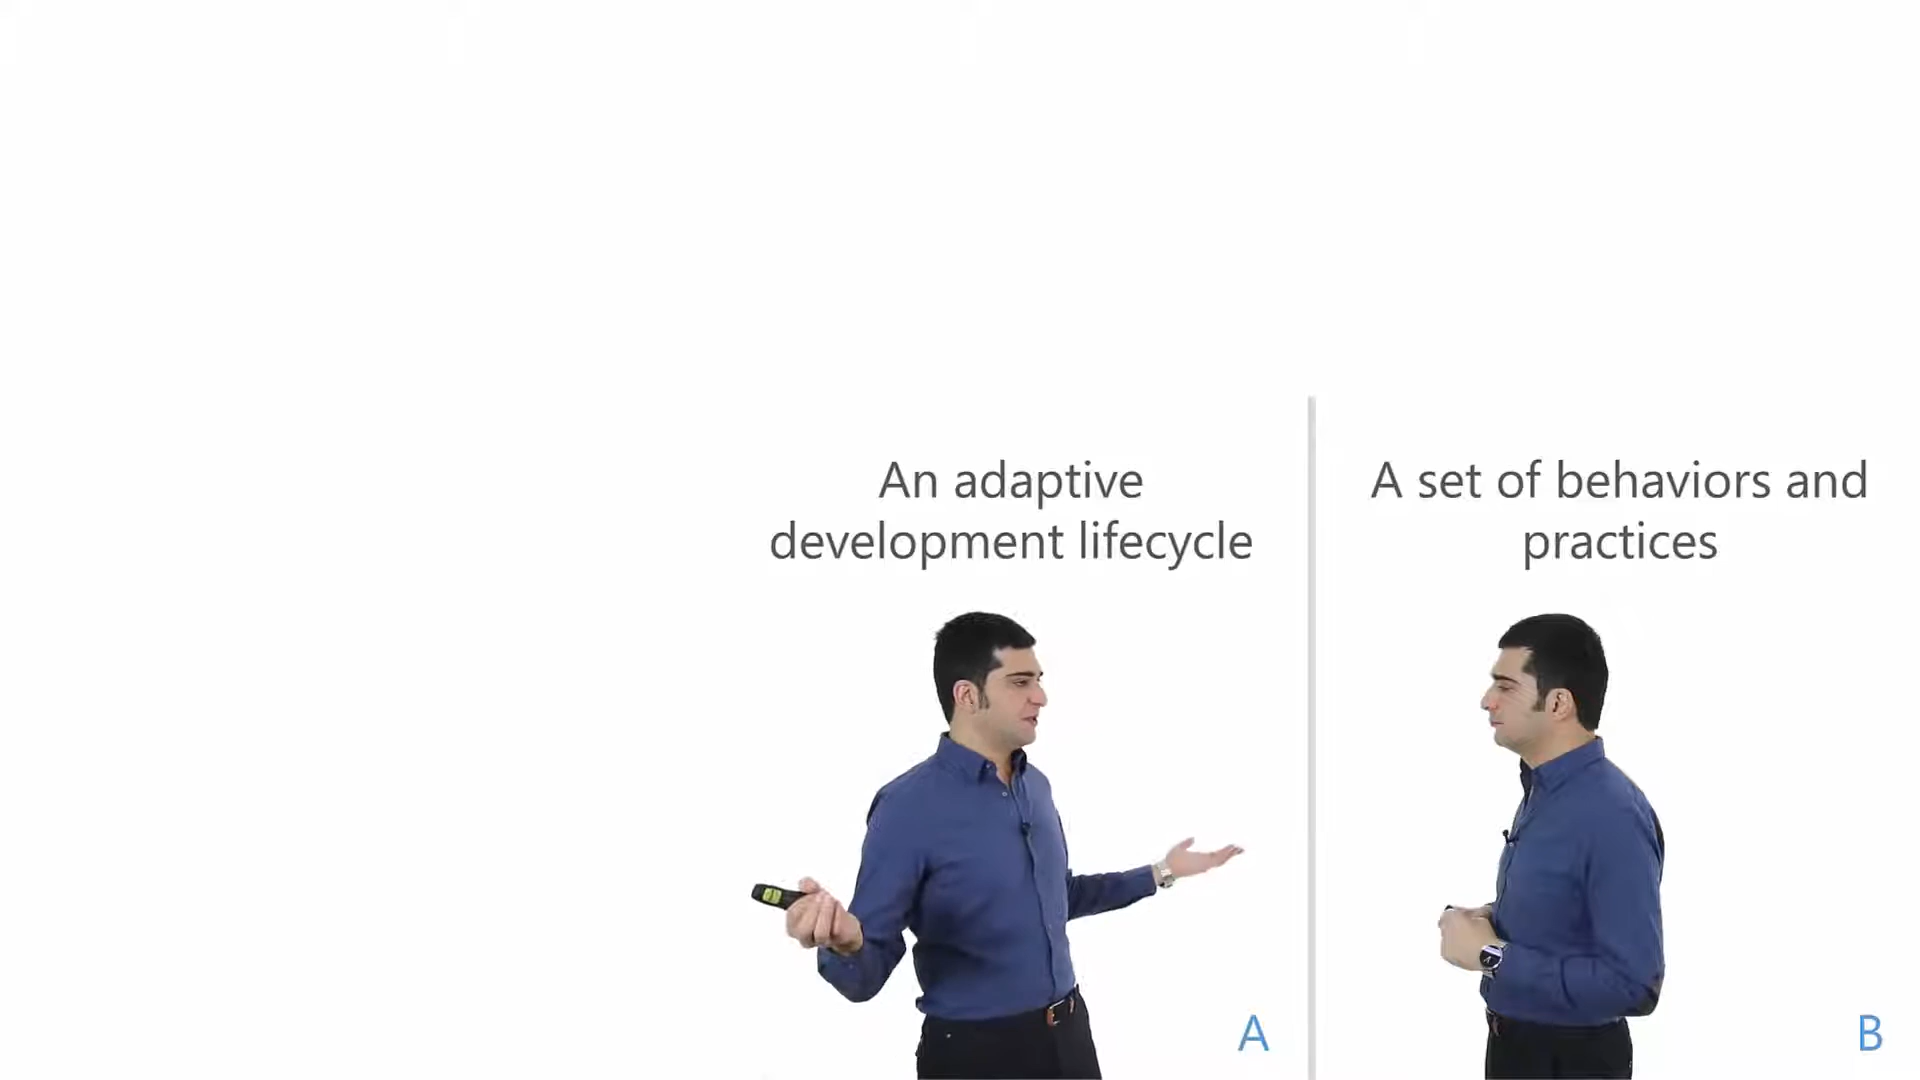 An adaptive
development lifecycle
A set of behaviors and
practices
A
B